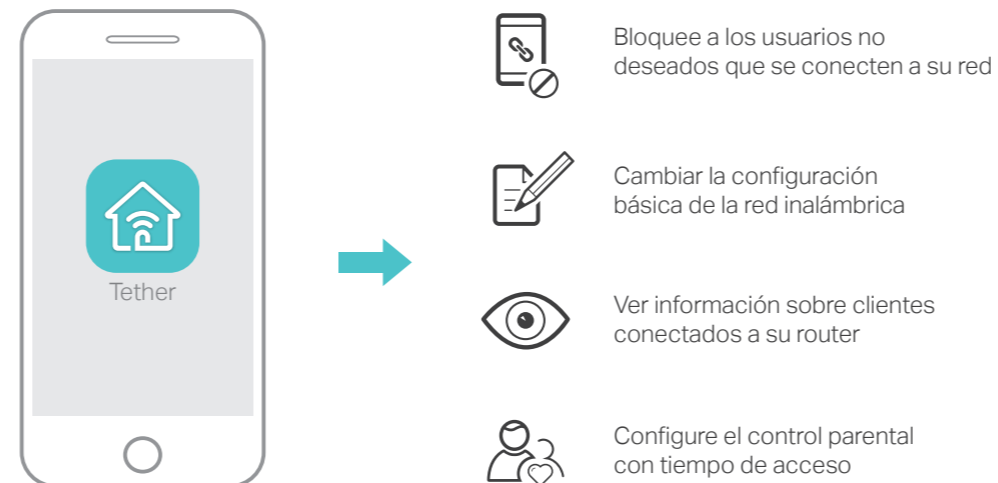 Tether
Bloquee a los usuarios no
deseados que se conecten a su red
Cambiar la configuración
básica de la red inalámbrica
Ver información sobre clientes
conectados a su router
Configure el control parental
con tiempo de acceso